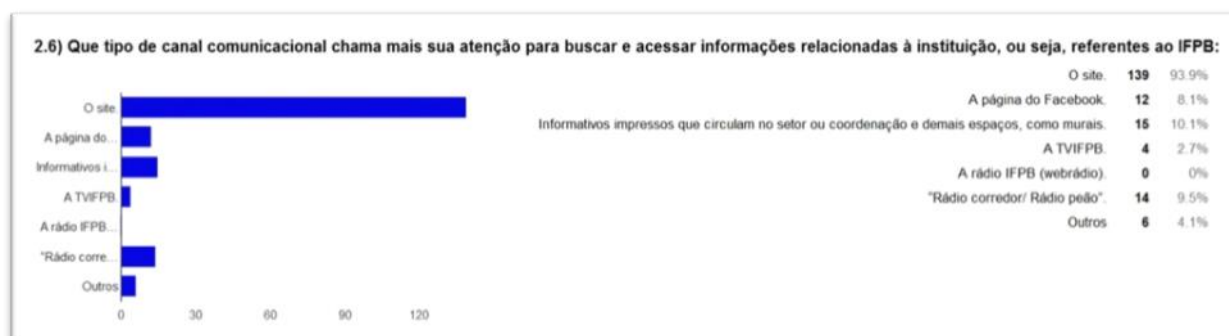 2.6) Que tipo de canal comunicacional chama mais sua atenção para buscar e acessar informações relacionadas à instituição, ou seja, referentes ao IFPB:
O site
A página do...
Informativos i...
A TVIFPB
A rádio IFPB...
"Rádio corre...
Outros
0 30 60 90 120
O site. 139 93.9%
A página do Facebook. 12 8.1%
Informativos impressos que circulam no setor ou coordenação e demais espaços, como murais. 15 10.1%
A TVIFPB. 4 2.7%
A rádio IFPB (webrádio). 0 0%
"Rádio corredor/ Rádio peão". 14 9.5%
Outros 6 4.1%